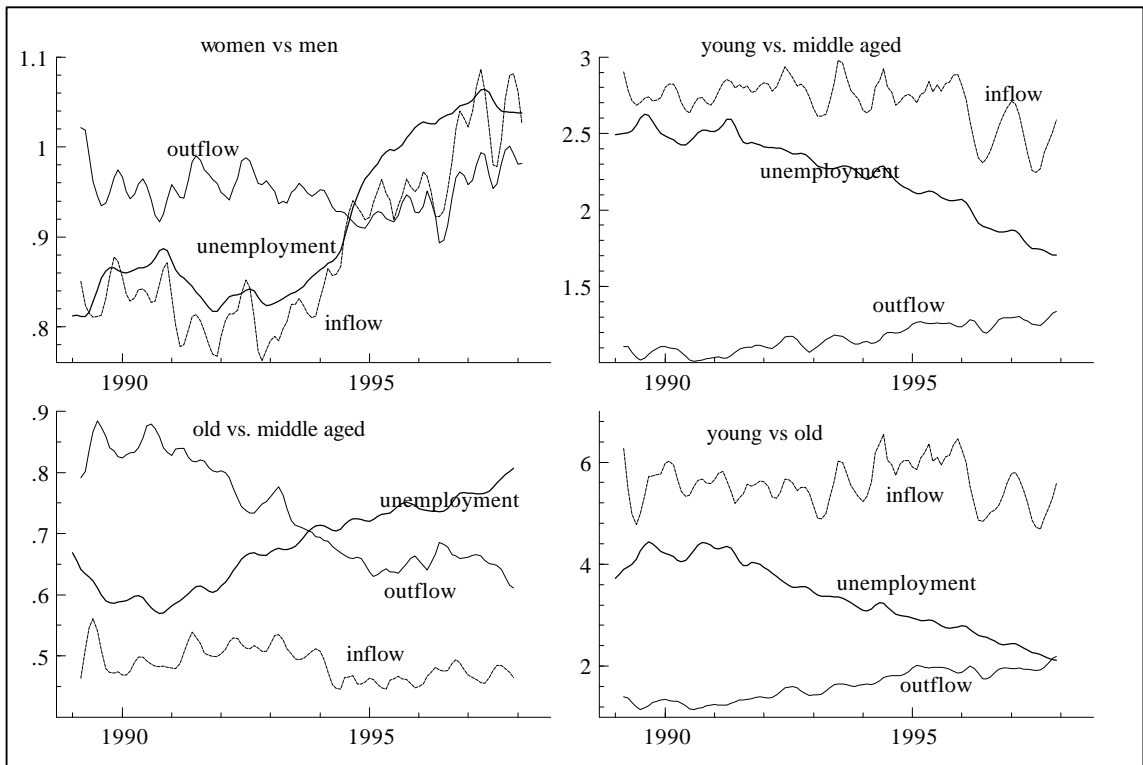 women vs men
1.1
1
.9
.8
outflow
unemployment
inflow
1990
1995
young vs. middle aged
3
2.5
2
1.5
inflow
unemployment
outflow
1990
1995
old vs. middle aged
.9
.8
.7
.6
.5
unemployment
outflow
inflow
1990
1995
young vs old
6
4
2
inflow
unemployment
outflow
1990
1995